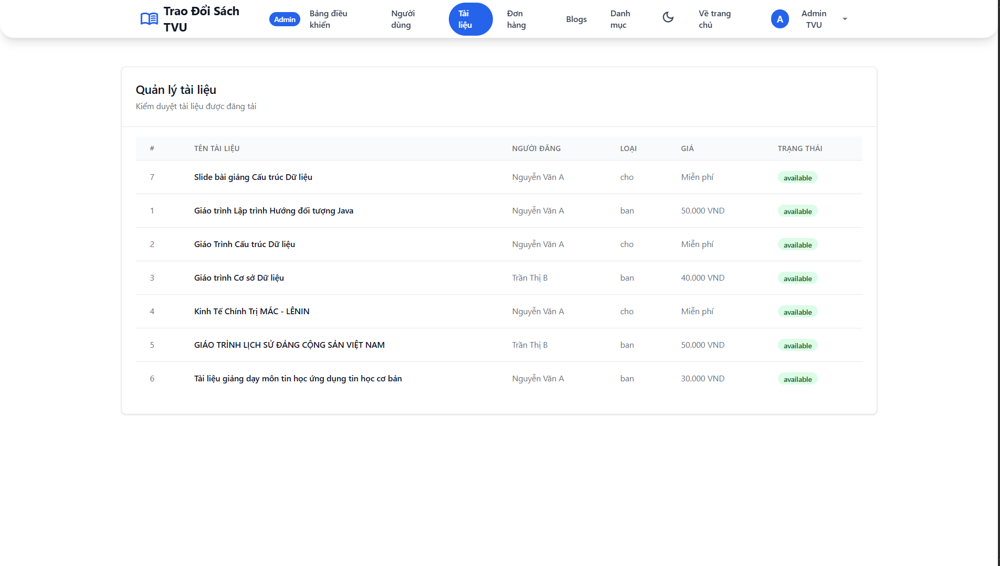 Trao Đổi Sách
TVU
Admin
Bảng điều
khiển
Người
dùng
Tài
liệu
Đơn
hàng
Blogs
Danh
mục
Về trang
chủ
A
Admin
TVU
Quản lý tài liệu
Kiểm duyệt tài liệu được đăng tải
# TÊN TÀI LIỆU NGƯỜI ĐĂNG LOẠI GIÁ TRẠNG THÁI
7 Slide bài giảng Cấu trúc Dữ liệu Nguyễn Văn A cho Miễn phí available
1 Giáo trình Lập trình Hướng đối tượng Java Nguyễn Văn A ban 50.000 VND available
2 Giáo Trình Cấu trúc Dữ liệu Nguyễn Văn A cho Miễn phí available
3 Giáo trình Cơ sở Dữ liệu Trần Thị B ban 40.000 VND available
4 Kinh Tế Chính Trị MÁC - LÊNIN Nguyễn Văn A cho Miễn phí available
5 GIÁO TRÌNH LỊCH SỬ ĐẢNG CỘNG SẢN VIỆT NAM Trần Thị B ban 50.000 VND available
6 Tài liệu giảng dạy môn tin học ứng dụng tin học cơ bản Nguyễn Văn A ban 30.000 VND available